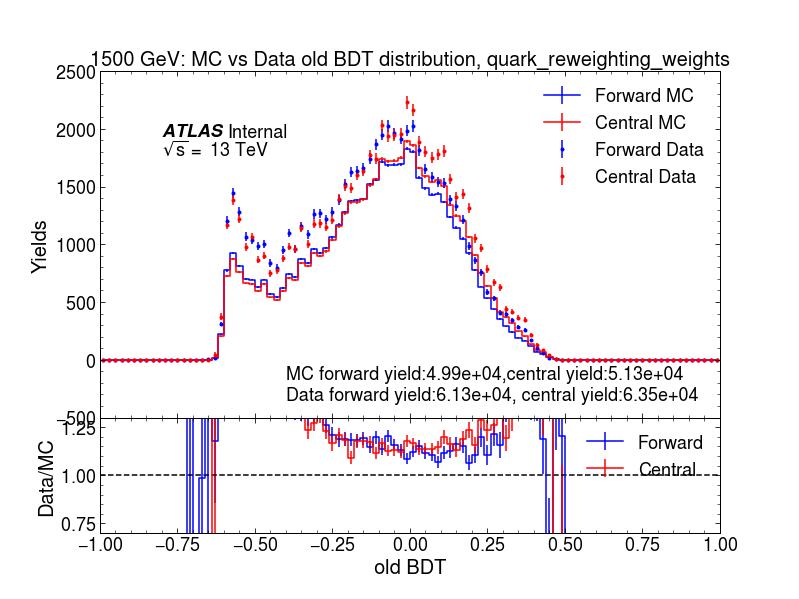 1500 GeV: MC vs Data old BDT distribution, quark_reweighting_weights
2500
2000
1500
1000
500
0
−500
Yields
ATLAS Internal
√s = 13 TeV
Forward MC
Central MC
Forward Data
Central Data
MC forward yield:4.99e+04,central yield:5.13e+04
Data forward yield:6.13e+04, central yield:6.35e+04
1.25
1.00
0.75
Data/MC
Forward
Central
−1.00 −0.75 −0.50 −0.25 0.00 0.25 0.50 0.75 1.00
old BDT